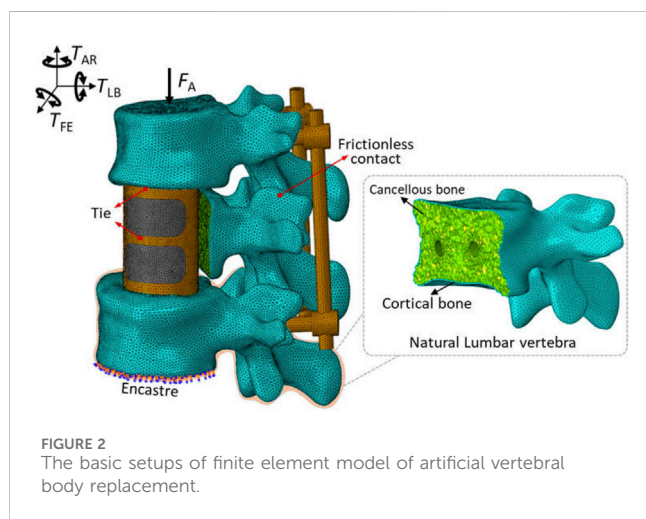 T_AR
F_A
T_LB
T_FE
Frictionless
contact
Cancellous bone
Tie
Cortical bone
Natural Lumbar vertebra
Encastre
FIGURE 2
The basic setups of finite element model of artificial vertebral
body replacement.